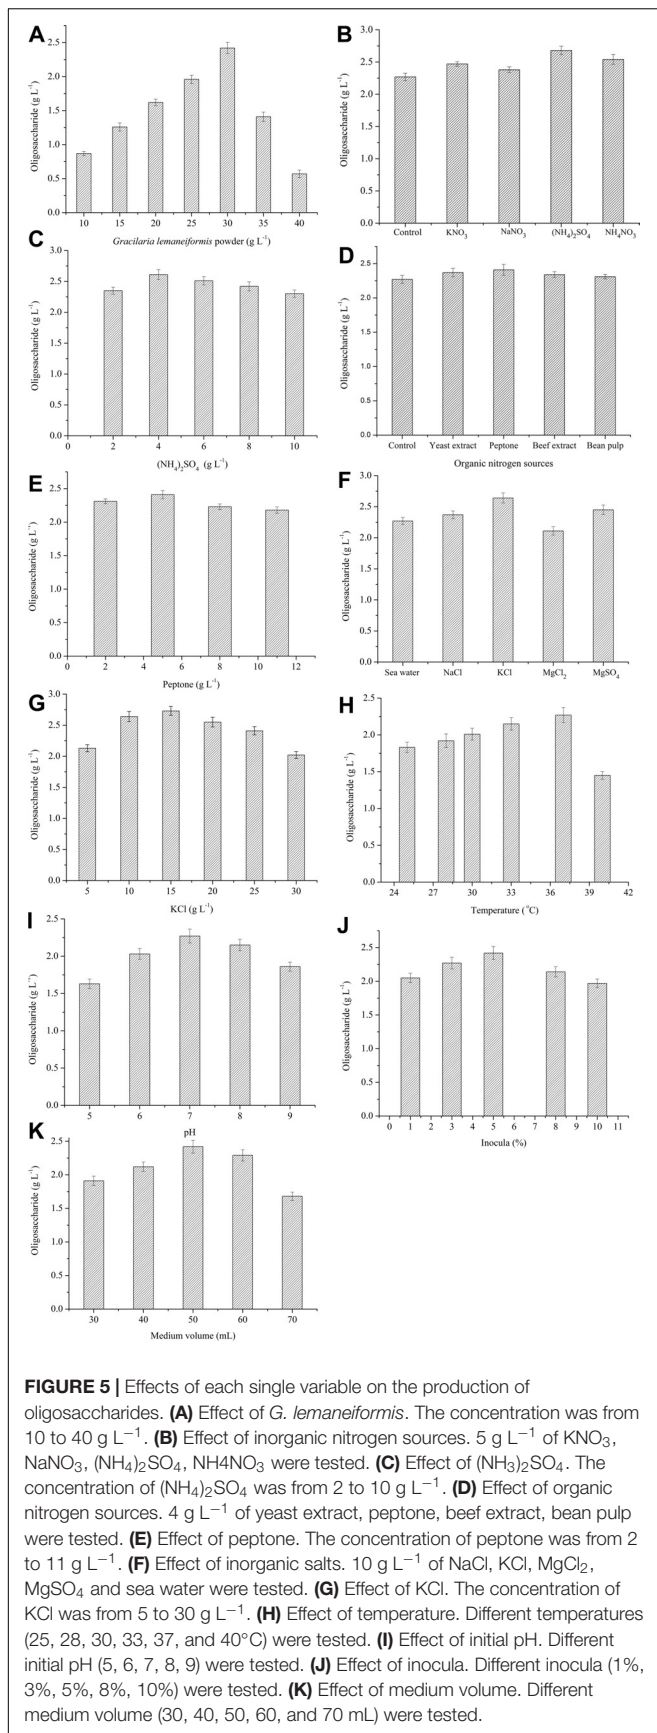 A
Oligosaccharide (g L⁻¹)
2.5
2.0
1.5
1.0
0.5
0.0
10 15 20 25 30 35 40
Gracilaria lemaneiformis powder (g L⁻¹)
B
Oligosaccharide (g L⁻¹)
3.0
2.5
2.0
1.5
1.0
0.5
0.0
Control KNO₃ NaNO₃ (NH₄)₂SO₄ NH₄NO₃
C
Oligosaccharide (g L⁻¹)
3.0
2.5
2.0
1.5
1.0
0.5
0.0
0 2 4 6 8 10
(NH₄)₂SO₄ (g L⁻¹)
D
Oligosaccharide (g L⁻¹)
2.5
2.0
1.5
1.0
0.5
0.0
Control Yeast extract Peptone Beef extract Bean pulp
Organic nitrogen sources
E
Oligosaccharide (g L⁻¹)
2.5
2.0
1.5
1.0
0.5
0.0
0 2 4 6 8 10 12
Peptone (g L⁻¹)
F
Oligosaccharide (g L⁻¹)
3.0
2.5
2.0
1.5
1.0
0.5
0.0
Sea water NaCl KCl MgCl₂ MgSO₄
G
Oligosaccharide (g L⁻¹)
3.0
2.5
2.0
1.5
1.0
0.5
0.0
5 10 15 20 25 30
KCl (g L⁻¹)
H
Oligosaccharide (g L⁻¹)
2.0
1.5
1.0
0.5
0.0
24 27 30 33 36 39 42
Temperature (°C)
I
Oligosaccharide (g L⁻¹)
2.5
2.0
1.5
1.0
0.5
0.0
5 6 7 8 9
pH
J
Oligosaccharide (g L⁻¹)
2.5
2.0
1.5
1.0
0.5
0.0
0 1 2 3 4 5 6 7 8 9 10 11
Inocula (%)
K
Oligosaccharide (g L⁻¹)
2.5
2.0
1.5
1.0
0.5
0.0
30 40 50 60 70
Medium volume (mL)
FIGURE 5 | Effects of each single variable on the production of
oligosaccharides. (A) Effect of G. lemaneiformis. The concentration was from
10 to 40 g L−1. (B) Effect of inorganic nitrogen sources. 5 g L−1 of KNO₃,
NaNO₃, (NH₄)₂SO₄, NH4NO₃ were tested. (C) Effect of (NH₃)₂SO₄. The
concentration of (NH₄)₂SO₄ was from 2 to 10 g L−1. (D) Effect of organic
nitrogen sources. 4 g L−1 of yeast extract, peptone, beef extract, bean pulp
were tested. (E) Effect of peptone. The concentration of peptone was from 2
to 11 g L−1. (F) Effect of inorganic salts. 10 g L−1 of NaCl, KCl, MgCl₂,
MgSO₄ and sea water were tested. (G) Effect of KCl. The concentration of
KCl was from 5 to 30 g L−1. (H) Effect of temperature. Different temperatures
(25, 28, 30, 33, 37, and 40°C) were tested. (I) Effect of initial pH. Different
initial pH (5, 6, 7, 8, 9) were tested. (J) Effect of inocula. Different inocula (1%,
3%, 5%, 8%, 10%) were tested. (K) Effect of medium volume. Different
medium volume (30, 40, 50, 60, and 70 mL) were tested.